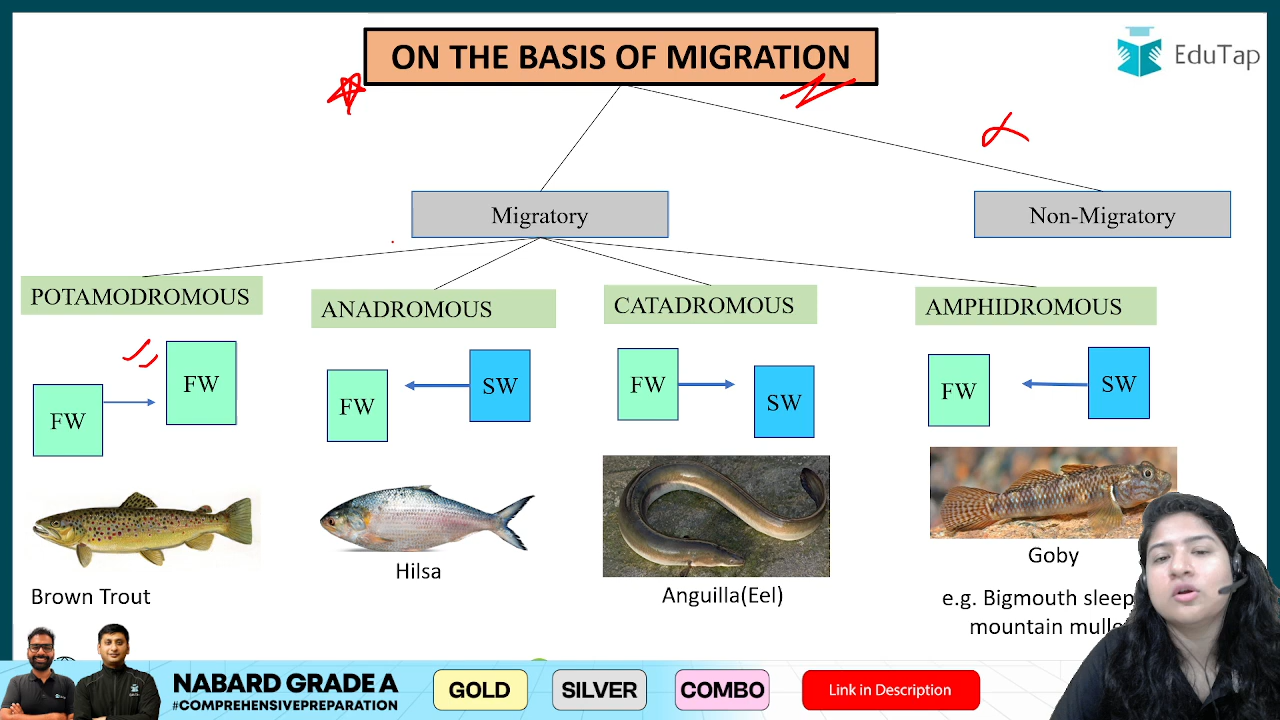 ON THE BASIS OF MIGRATION
EduTap
Migratory
Non-Migratory
POTAMODROMOUS
ANADROMOUS
CATADROMOUS
AMPHIDROMOUS
FW
FW
FW
SW
FW
SW
FW
SW
Brown Trout
Hilsa
Anguilla(Eel)
Goby
e.g. Bigmouth
mountain
NABARD GRADE A
#COMPREHENSIVEPREPARATION
GOLD
SILVER
COMBO
Link in Description